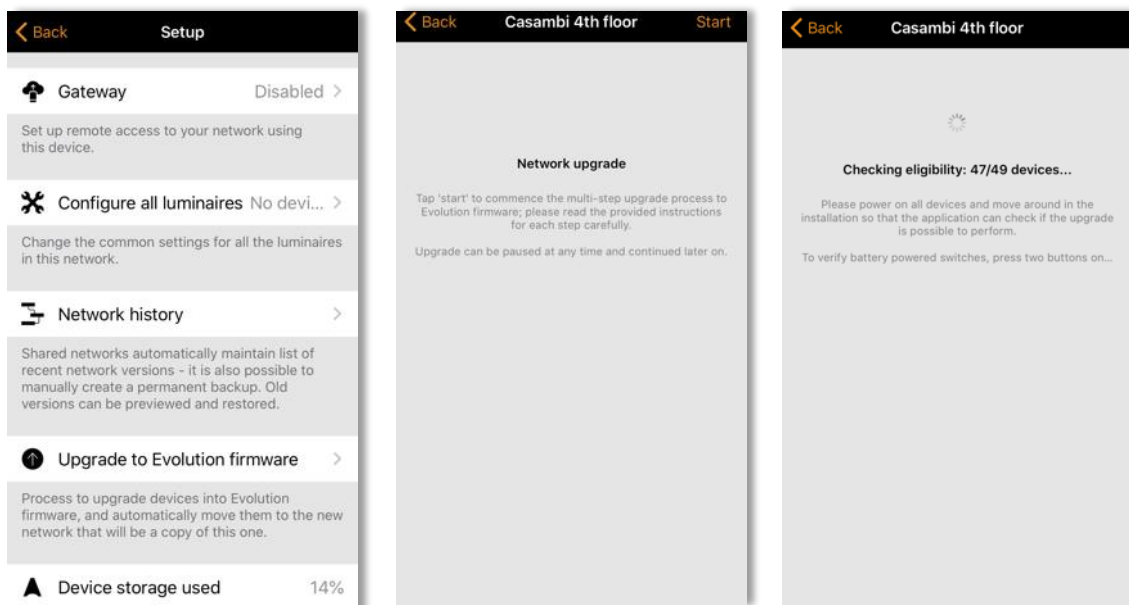 Back
Setup
Gateway
Disabled
Set up remote access to your network using
this device.
Configure all luminaires
No devi...
Change the common settings for all the luminaires
in this network.
Network history
Shared networks automatically maintain list of
recent network versions - it is also possible to
manually create a permanent backup. Old
versions can be previewed and restored.
Upgrade to Evolution firmware
Process to upgrade devices into Evolution
firmware, and automatically move them to the new
network that will be a copy of this one.
Device storage used
14%
Back
Casambi 4th floor
Start
Network upgrade
Tap 'start' to commence the multi-step upgrade process to
Evolution firmware; please read the provided instructions
for each step carefully.
Upgrade can be paused at any time and continued later on.
Back
Casambi 4th floor
Checking eligibility: 47/49 devices...
Please power on all devices and move around in the
installation so that the application can check if the upgrade
is possible to perform.
To verify battery powered switches, press two buttons on...